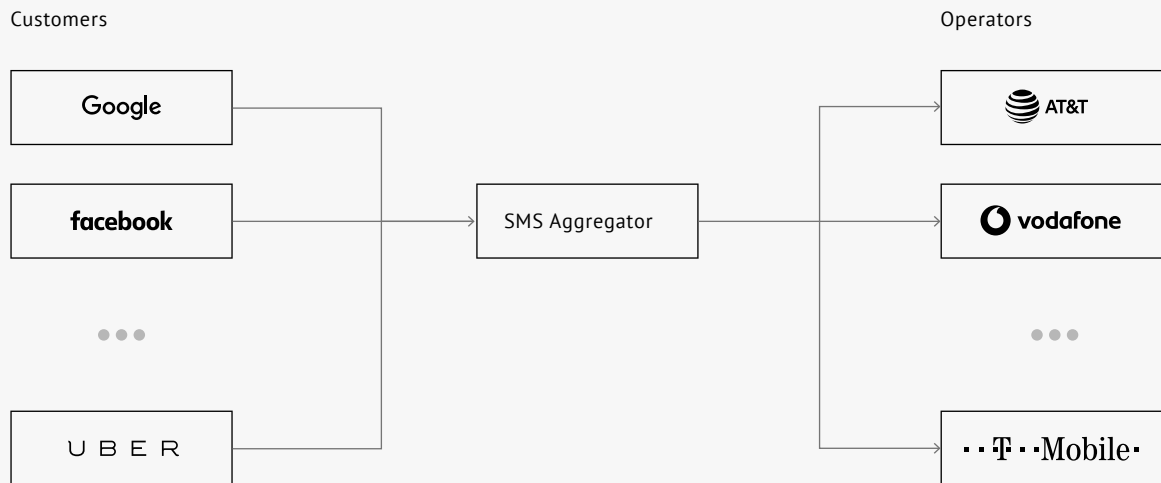 Customers
Operators
Google
AT&T
facebook
SMS Aggregator
vodafone
UBER
T Mobile